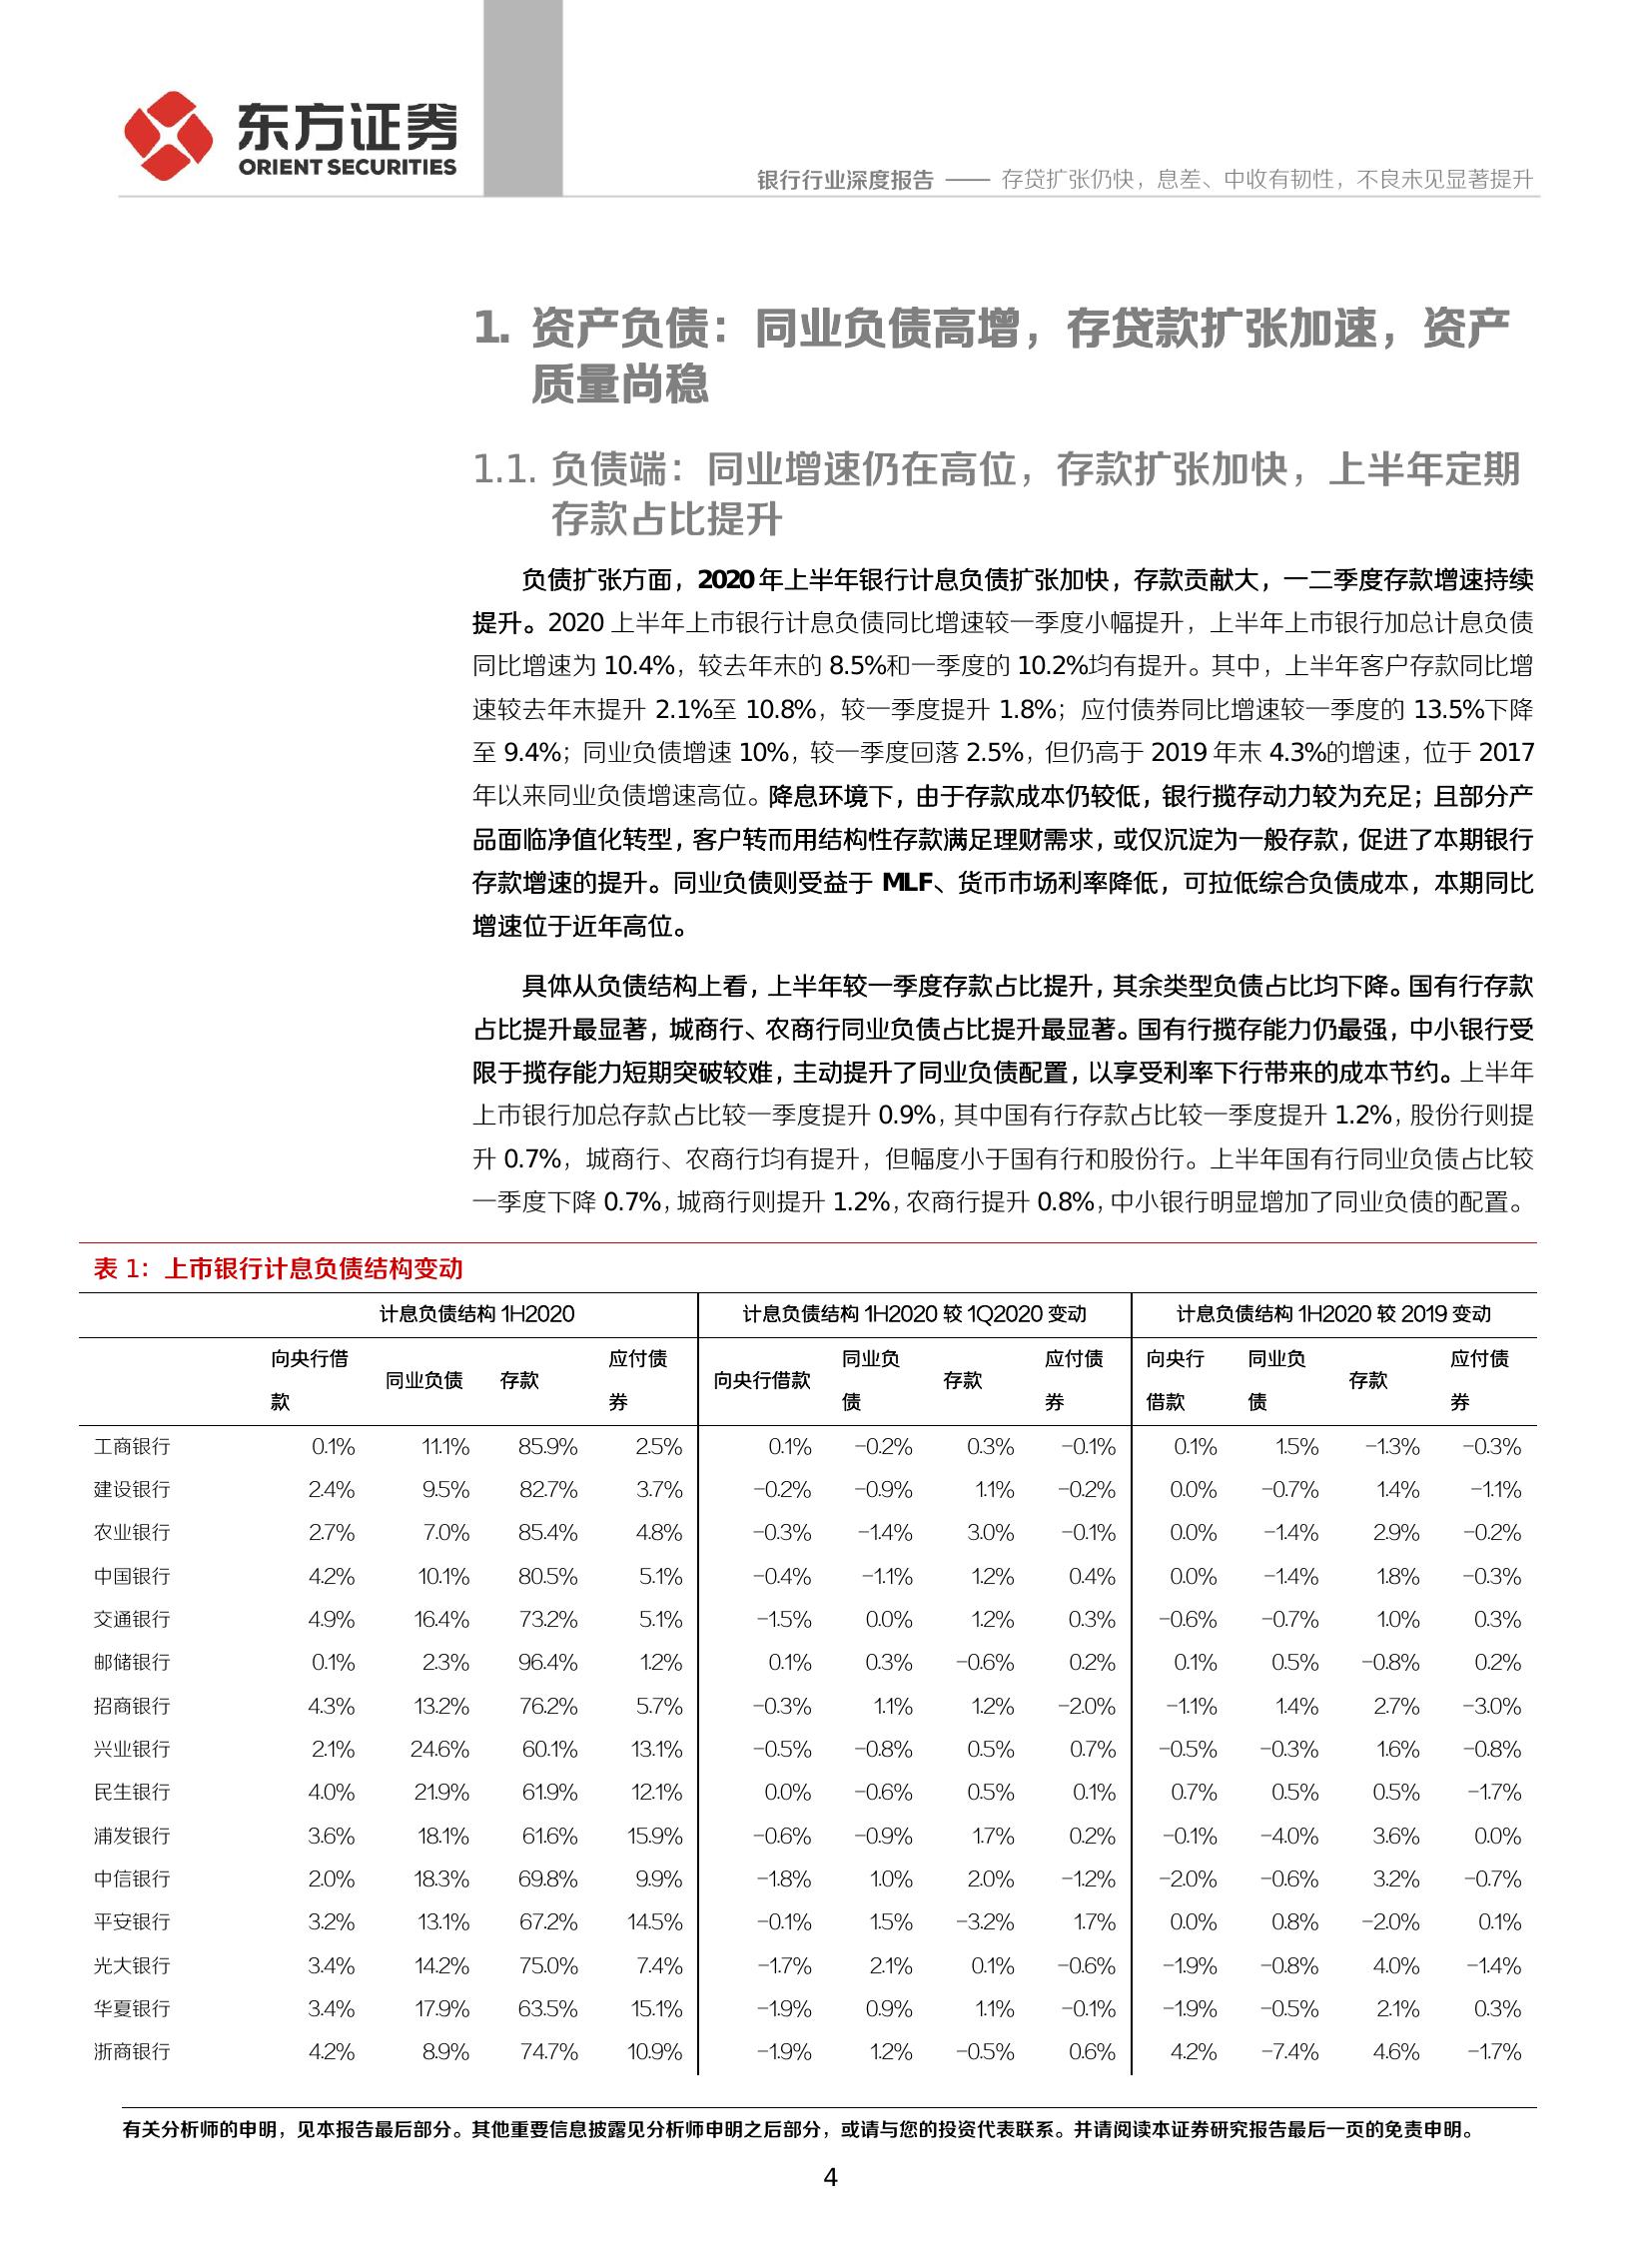 东方证券
ORIENT SECURITIES
银行行业深度报告 —— 存贷扩张仍快，息差、中收有韧性，不良未见显著提升
1. 资产负债：同业负债高增，存贷款扩张加速，资产
质量尚稳
1.1. 负债端：同业增速仍在高位，存款扩张加快，上半年定期
存款占比提升
负债扩张方面，2020 年上半年银行计息负债扩张加快，存款贡献大，一二季度存款增速持续
提升。2020 上半年上市银行计息负债同比增速较一季度小幅提升，上半年上市银行加总计息负债
同比增速为 10.4%，较去年末的 8.5%和一季度的 10.2%均有提升。其中，上半年客户存款同比增
速较去年末提升 2.1%至 10.8%，较一季度提升 1.8%；应付债券同比增速较一季度的 13.5%下降
至 9.4%；同业负债增速 10%，较一季度回落 2.5%，但仍高于 2019 年末 4.3%的增速，位于 2017
年以来同业负债增速高位。降息环境下，由于存款成本仍较低，银行揽存动力较为充足；且部分产
品面临净值化转型，客户转而用结构性存款满足理财需求，或仅沉淀为一般存款，促进了本期银行
存款增速的提升。同业负债则受益于 MLF、货币市场利率降低，可拉低综合负债成本，本期同比
增速位于近年高位。
具体从负债结构上看，上半年较一季度存款占比提升，其余类型负债占比均下降。国有行存款
占比提升最显著，城商行、农商行同业负债占比提升最显著。国有行揽存能力仍最强，中小银行受
限于揽存能力短期突破较难，主动提升了同业负债配置，以享受利率下行带来的成本节约。上半年
上市银行加总存款占比较一季度提升 0.9%，其中国有行存款占比较一季度提升 1.2%，股份行则提
升 0.7%，城商行、农商行均有提升，但幅度小于国有行和股份行。上半年国有行同业负债占比较
一季度下降 0.7%，城商行则提升 1.2%，农商行提升 0.8%，中小银行明显增加了同业负债的配置。
表 1：上市银行计息负债结构变动
计息负债结构 1H2020 计息负债结构 1H2020 较 1Q2020 变动 计息负债结构 1H2020 较 2019 变动
向央行借款 同业负债 存款 应付债券 向央行借款 同业负债 存款 应付债券 向央行借款 同业负债 存款 应付债券
工商银行 0.1% 11.1% 85.9% 2.5% 0.1% -0.2% 0.3% -0.1% 0.1% 1.5% -1.3% -0.3%
建设银行 2.4% 9.5% 82.7% 3.7% -0.2% -0.9% 1.1% -0.2% 0.0% -0.7% 1.4% -1.1%
农业银行 2.7% 7.0% 85.4% 4.8% -0.3% -1.4% 3.0% -0.1% 0.0% -1.4% 2.9% -0.2%
中国银行 4.2% 10.1% 80.5% 5.1% -0.4% -1.1% 1.2% 0.4% 0.0% -1.4% 1.8% -0.3%
交通银行 4.9% 16.4% 73.2% 5.1% -1.5% 0.0% 1.2% 0.3% -0.6% -0.7% 1.0% 0.3%
邮储银行 0.1% 2.3% 96.4% 1.2% 0.1% 0.3% -0.6% 0.2% 0.1% 0.5% -0.8% 0.2%
招商银行 4.3% 13.2% 76.2% 5.7% -0.3% 1.1% 1.2% -2.0% -1.1% 1.4% 2.7% -3.0%
兴业银行 2.1% 24.6% 60.1% 13.1% -0.5% -0.8% 0.5% 0.7% -0.5% -0.3% 1.6% -0.8%
民生银行 4.0% 21.9% 61.9% 12.1% 0.0% -0.6% 0.5% 0.1% 0.7% 0.5% 0.5% -1.7%
浦发银行 3.6% 18.1% 61.6% 15.9% -0.6% -0.9% 1.7% 0.2% -0.1% -4.0% 3.6% 0.0%
中信银行 2.0% 18.3% 69.8% 9.9% -1.8% 1.0% 2.0% -1.2% -2.0% -0.6% 3.2% -0.7%
平安银行 3.2% 13.1% 67.2% 14.5% -0.1% 1.5% -3.2% 1.7% 0.0% 0.8% -2.0% 0.1%
光大银行 3.4% 14.2% 75.0% 7.4% -1.7% 2.1% 0.1% -0.6% -1.9% -0.8% 4.0% -1.4%
华夏银行 3.4% 17.9% 63.5% 15.1% -1.9% 0.9% 1.1% -0.1% -1.9% -0.5% 2.1% 0.3%
浙商银行 4.2% 8.9% 74.7% 10.9% -1.9% 1.2% -0.5% 0.6% 4.2% -7.4% 4.6% -1.7%
有关分析师的申明，见本报告最后部分。其他重要信息披露见分析师申明之后部分，或请与您的投资代表联系。并请阅读本证券研究报告最后一页的免责申明。
4